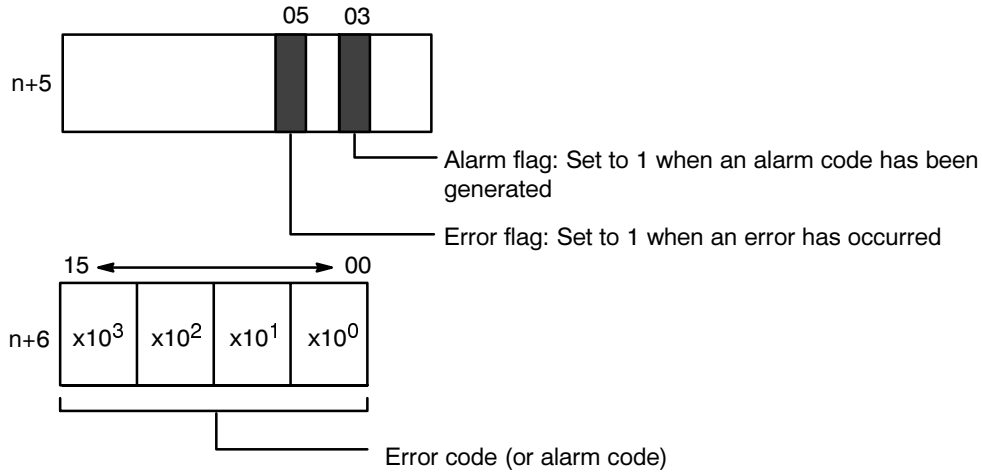 05 03
n+5
Alarm flag: Set to 1 when an alarm code has been
generated
Error flag: Set to 1 when an error has occurred
15 00
n+6 x10³ x10² x10¹ x10⁰
Error code (or alarm code)